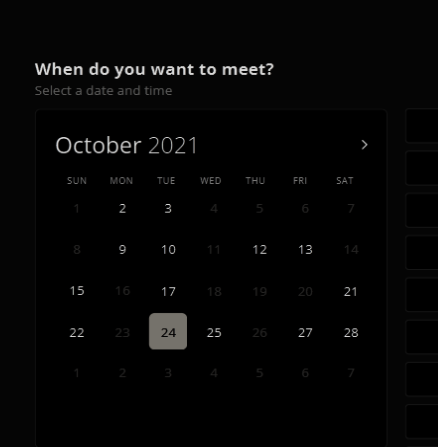 When do you want to meet?
Select a date and time
October 2021 >
SUN MON TUE WED THU FRI SAT
1 2 3 4 5 6 7
8 9 10 11 12 13 14
15 16 17 18 19 20 21
22 23 24 25 26 27 28
1 2 3 4 5 6 7